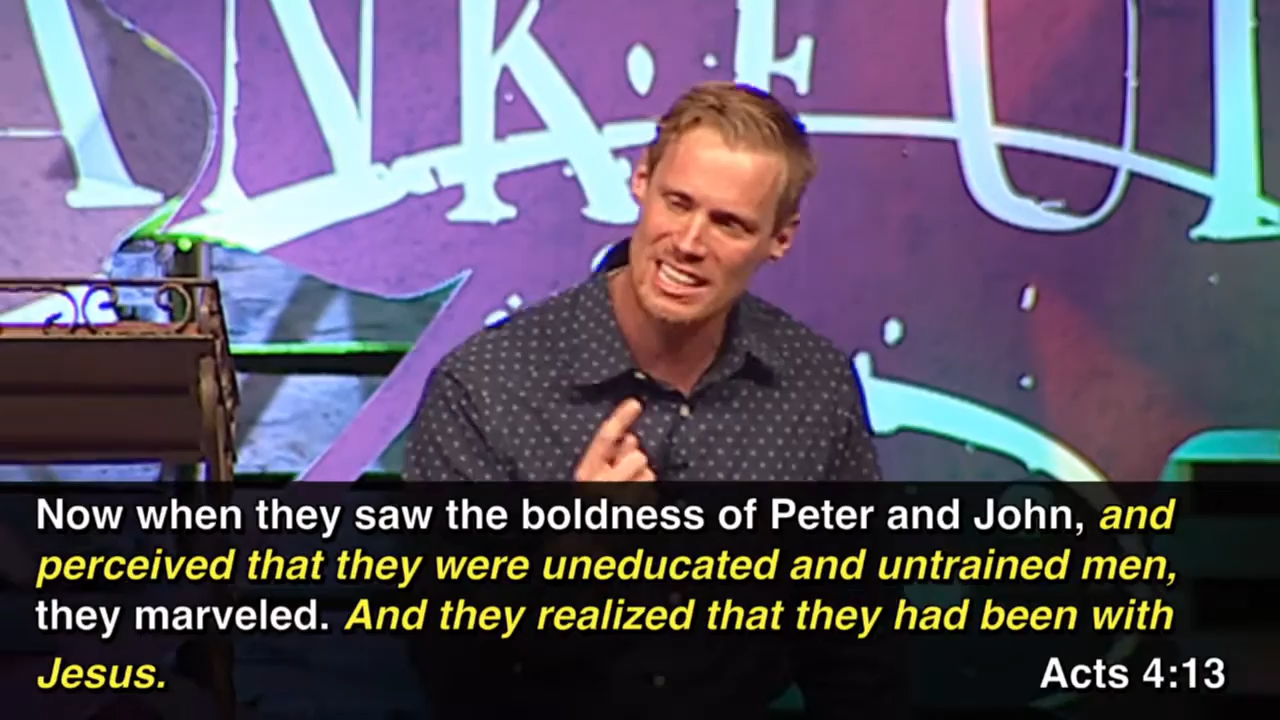 NK · F
Now when they saw the boldness of Peter and John, and
perceived that they were uneducated and untrained men,
they marveled. And they realized that they had been with
Jesus.
Acts 4:13